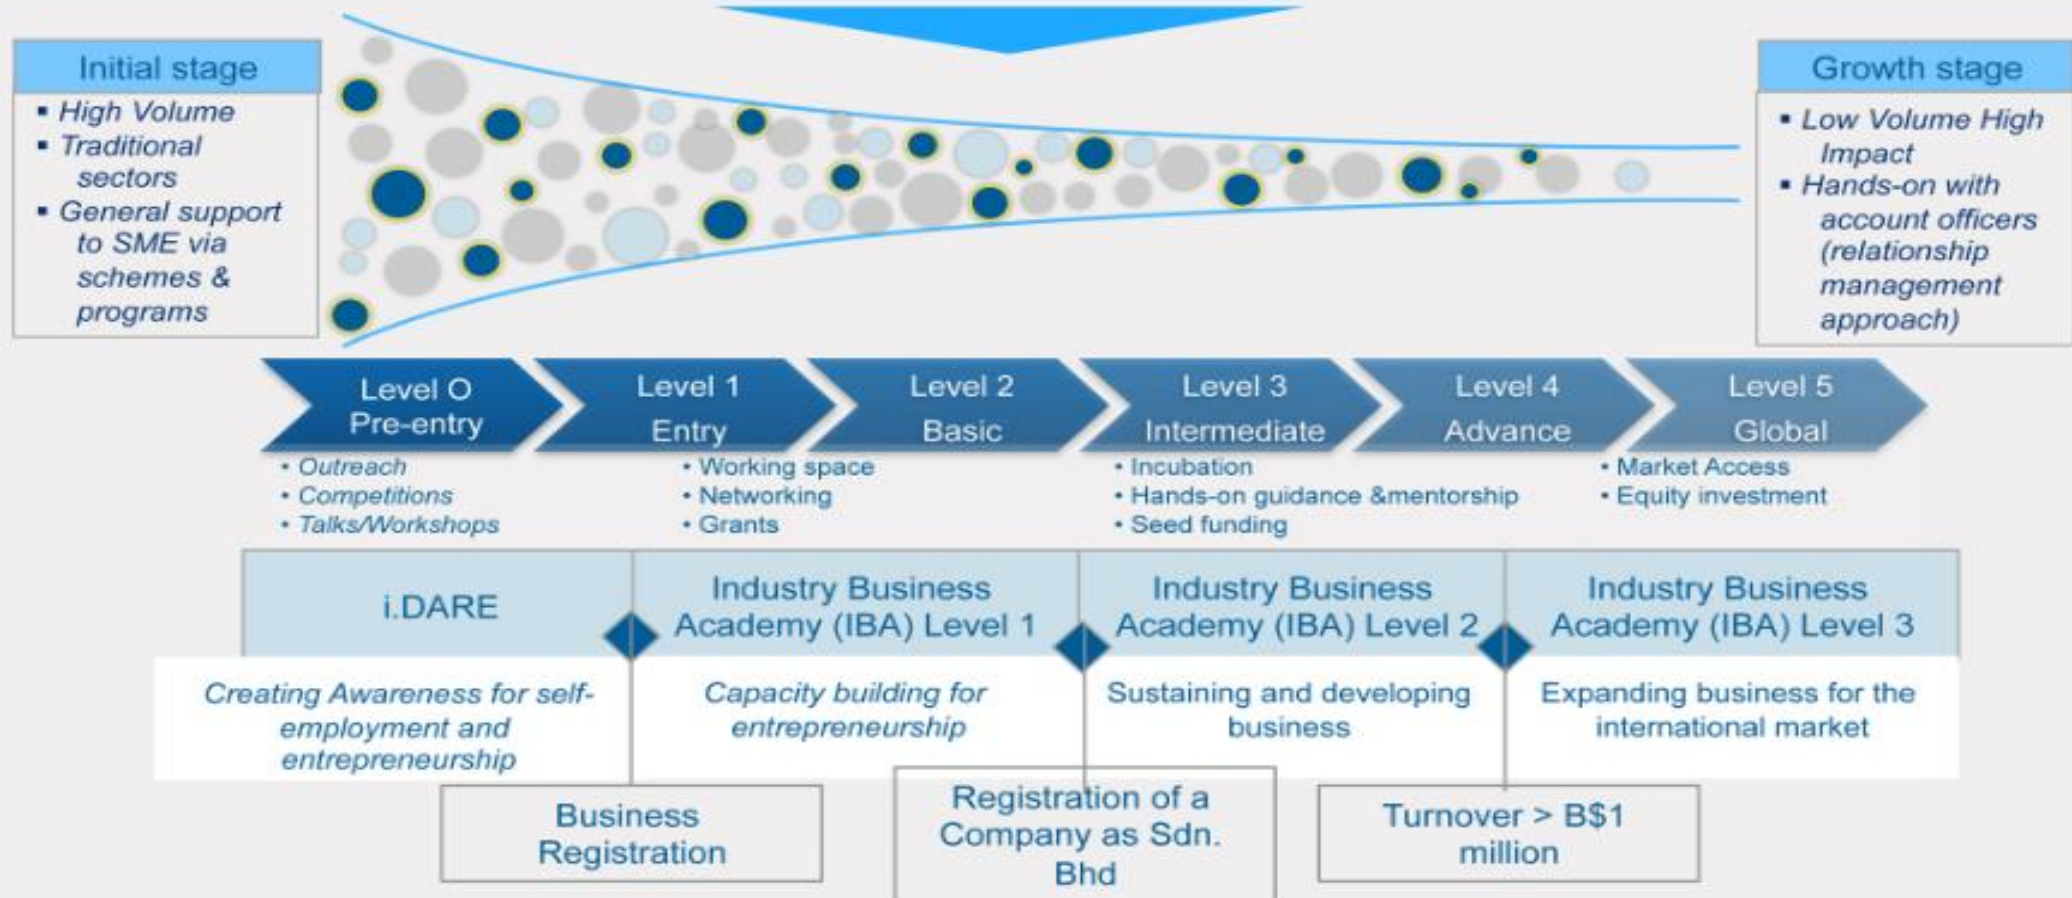 Initial stage
▪ High Volume
▪ Traditional
sectors
▪ General support
to SME via
schemes &
programs
Growth stage
▪ Low Volume High
Impact
▪ Hands-on with
account officers
(relationship
management
approach)
Level O
Pre-entry
Level 1
Entry
Level 2
Basic
Level 3
Intermediate
Level 4
Advance
Level 5
Global
• Outreach
• Competitions
• Talks/Workshops
• Working space
• Networking
• Grants
• Incubation
• Hands-on guidance &mentorship
• Seed funding
• Market Access
• Equity investment
i.DARE
Industry Business
Academy (IBA) Level 1
Industry Business
Academy (IBA) Level 2
Industry Business
Academy (IBA) Level 3
Creating Awareness for self-
employment and
entrepreneurship
Capacity building for
entrepreneurship
Sustaining and developing
business
Expanding business for the
international market
Business
Registration
Registration of a
Company as Sdn.
Bhd
Turnover > B$1
million